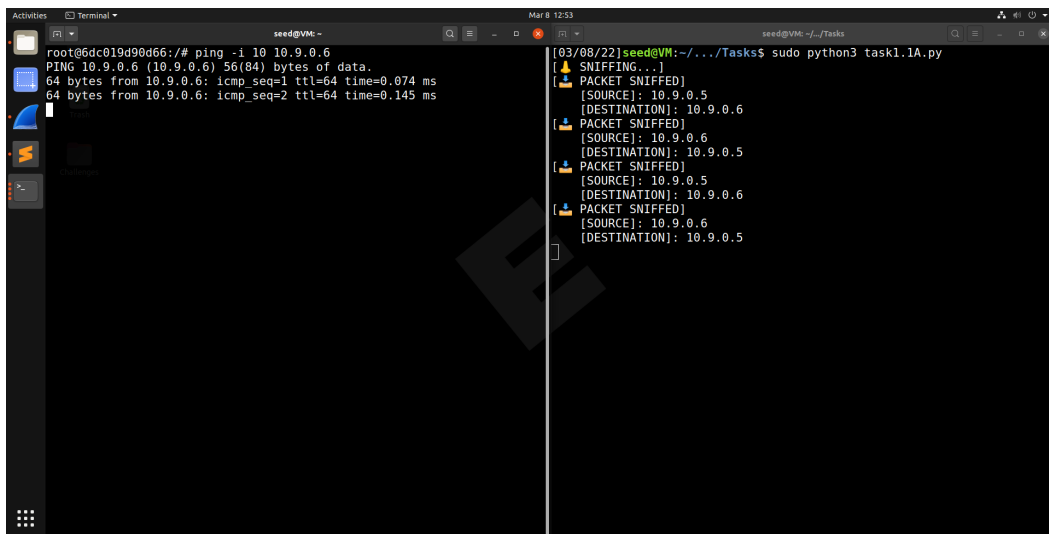 Activities Terminal Mar 8 12:53
seed@VM: ~
root@6dc019d90d66:/# ping -i 10 10.9.0.6
PING 10.9.0.6 (10.9.0.6) 56(84) bytes of data.
64 bytes from 10.9.0.6: icmp_seq=1 ttl=64 time=0.074 ms
64 bytes from 10.9.0.6: icmp_seq=2 ttl=64 time=0.145 ms
Trash
Challenges
seed@VM: ~/.../Tasks
[03/08/22]seed@VM:~/.../Tasks$ sudo python3 task1.1A.py
[👃 SNIFFING...]
[📥 PACKET SNIFFED]
[SOURCE]: 10.9.0.5
[DESTINATION]: 10.9.0.6
[📥 PACKET SNIFFED]
[SOURCE]: 10.9.0.6
[DESTINATION]: 10.9.0.5
[📥 PACKET SNIFFED]
[SOURCE]: 10.9.0.5
[DESTINATION]: 10.9.0.6
[📥 PACKET SNIFFED]
[SOURCE]: 10.9.0.6
[DESTINATION]: 10.9.0.5